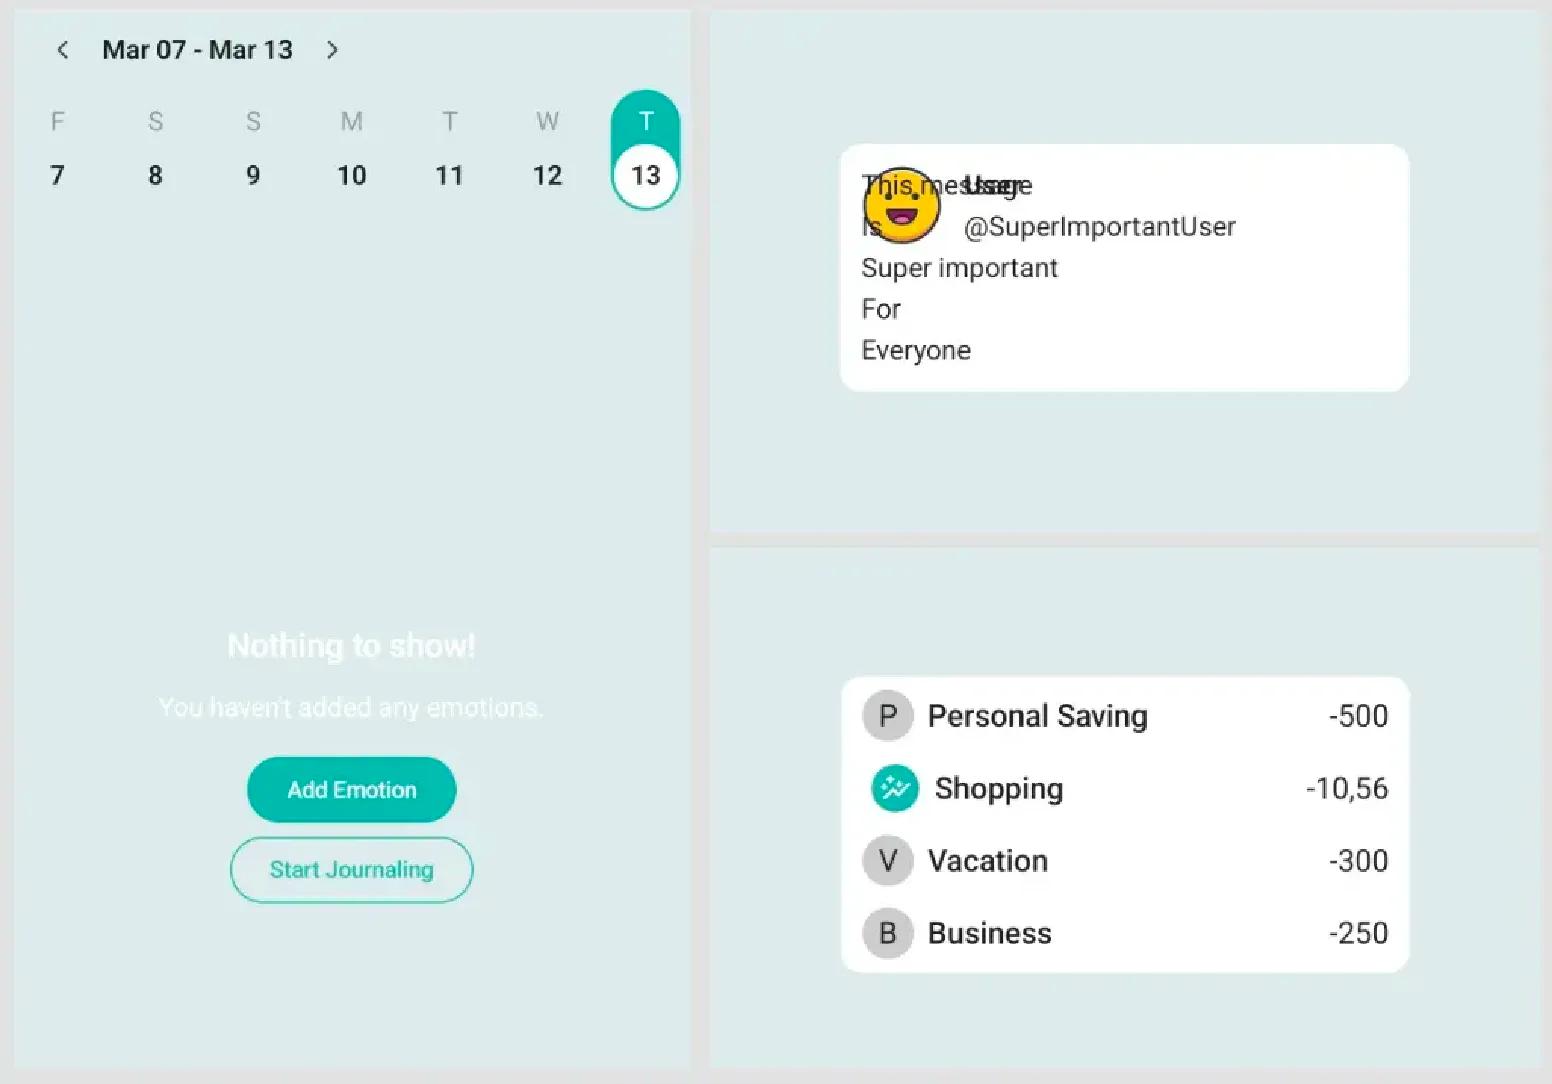 Mar 07 - Mar 13
F S S M T W T
7 8 9 10 11 12 13
Nothing to show!
You haven't added any emotions.
Add Emotion
Start Journaling
This message
User
Is
@SuperImportantUser
Super important
For
Everyone
P Personal Saving -500
Shopping -10,56
V Vacation -300
B Business -250